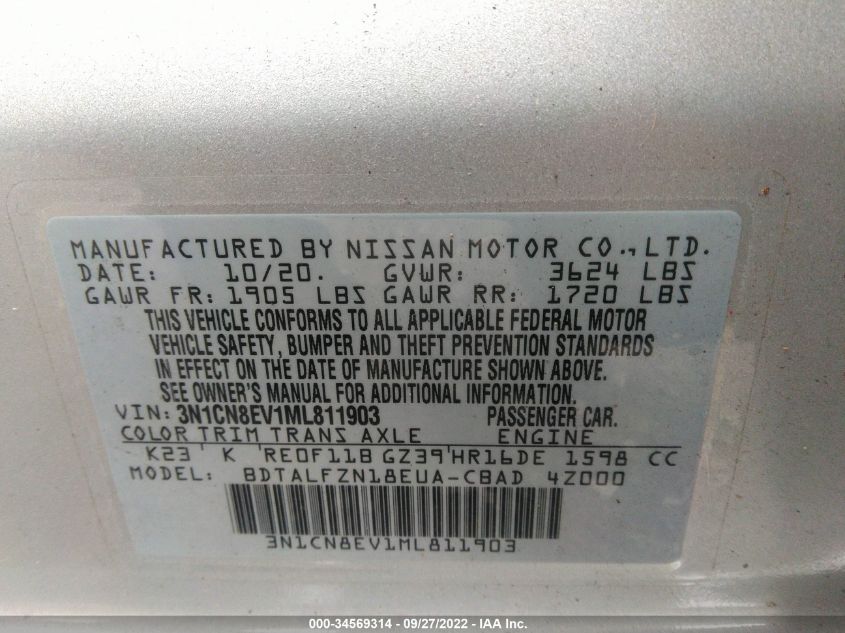 MANUFACTURED BY NISSAN MOTOR CO., LTD.
DATE: 10/20. GVWR: 3624 LBS
GAWR FR: 1905 LBS GAWR RR: 1720 LBS
THIS VEHICLE CONFORMS TO ALL APPLICABLE FEDERAL MOTOR
VEHICLE SAFETY, BUMPER AND THEFT PREVENTION STANDARDS
IN EFFECT ON THE DATE OF MANUFACTURE SHOWN ABOVE.
SEE OWNER'S MANUAL FOR ADDITIONAL INFORMATION.
VIN: 3N1CN8EV1ML811903 PASSENGER CAR.
COLOR TRIM TRANS AXLE ENGINE
K23 K RE0F11B GZ39 HR16DE 1598 CC
MODEL: BDTALFZN18EUA-CBAD 4Z000
3N1CN8EV1ML811903
000-34569314 - 09/27/2022 - IAA Inc.